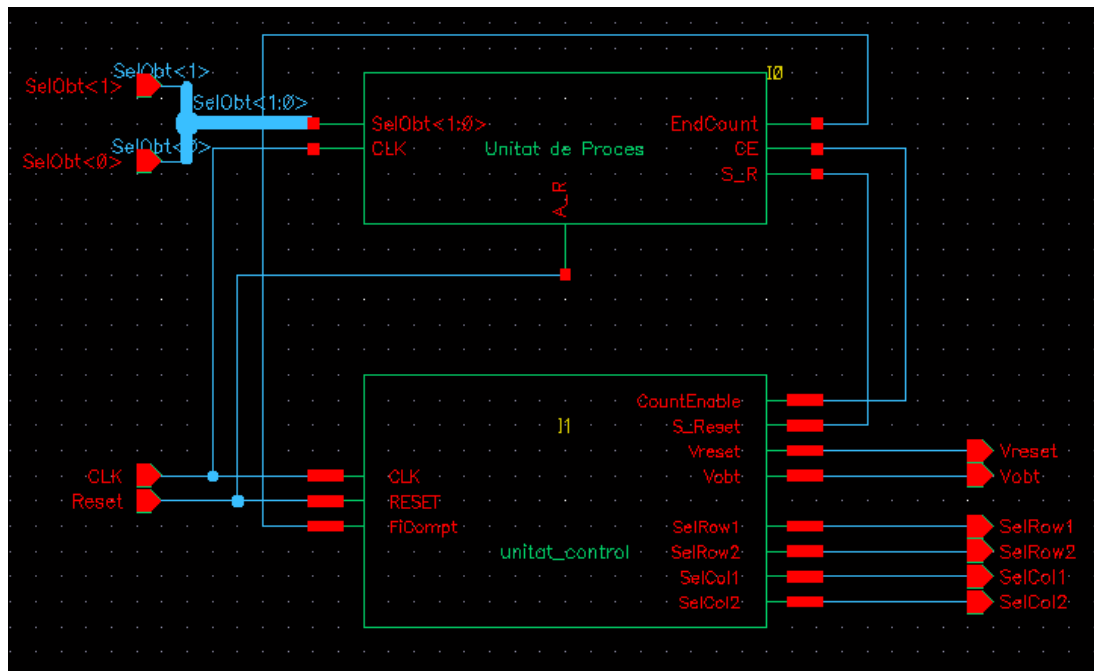 SelObt<1>
SelObt<1>
SelObt<1:0>
SelObt<0>
SelObt<0>
I0
SelObt<1:0>
CLK
Unitat de Proces
A_R
EndCount
CE
S_R
CLK
Reset
I1
CLK
RESET
FiCompt
unitat_control
CountEnable
S_Reset
Vreset
Vobt
SelRow1
SelRow2
SelCol1
SelCol2
Vreset
Vobt
SelRow1
SelRow2
SelCol1
SelCol2